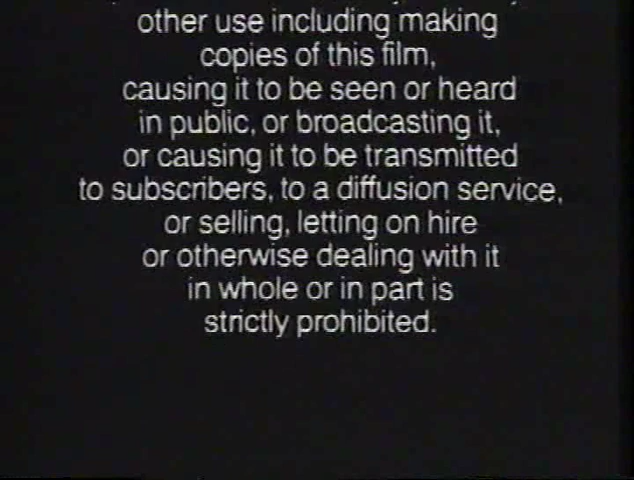 other use including making
copies of this film,
causing it to be seen or heard
in public, or broadcasting it,
or causing it to be transmitted
to subscribers, to a diffusion service,
or selling, letting on hire
or otherwise dealing with it
in whole or in part is
strictly prohibited.